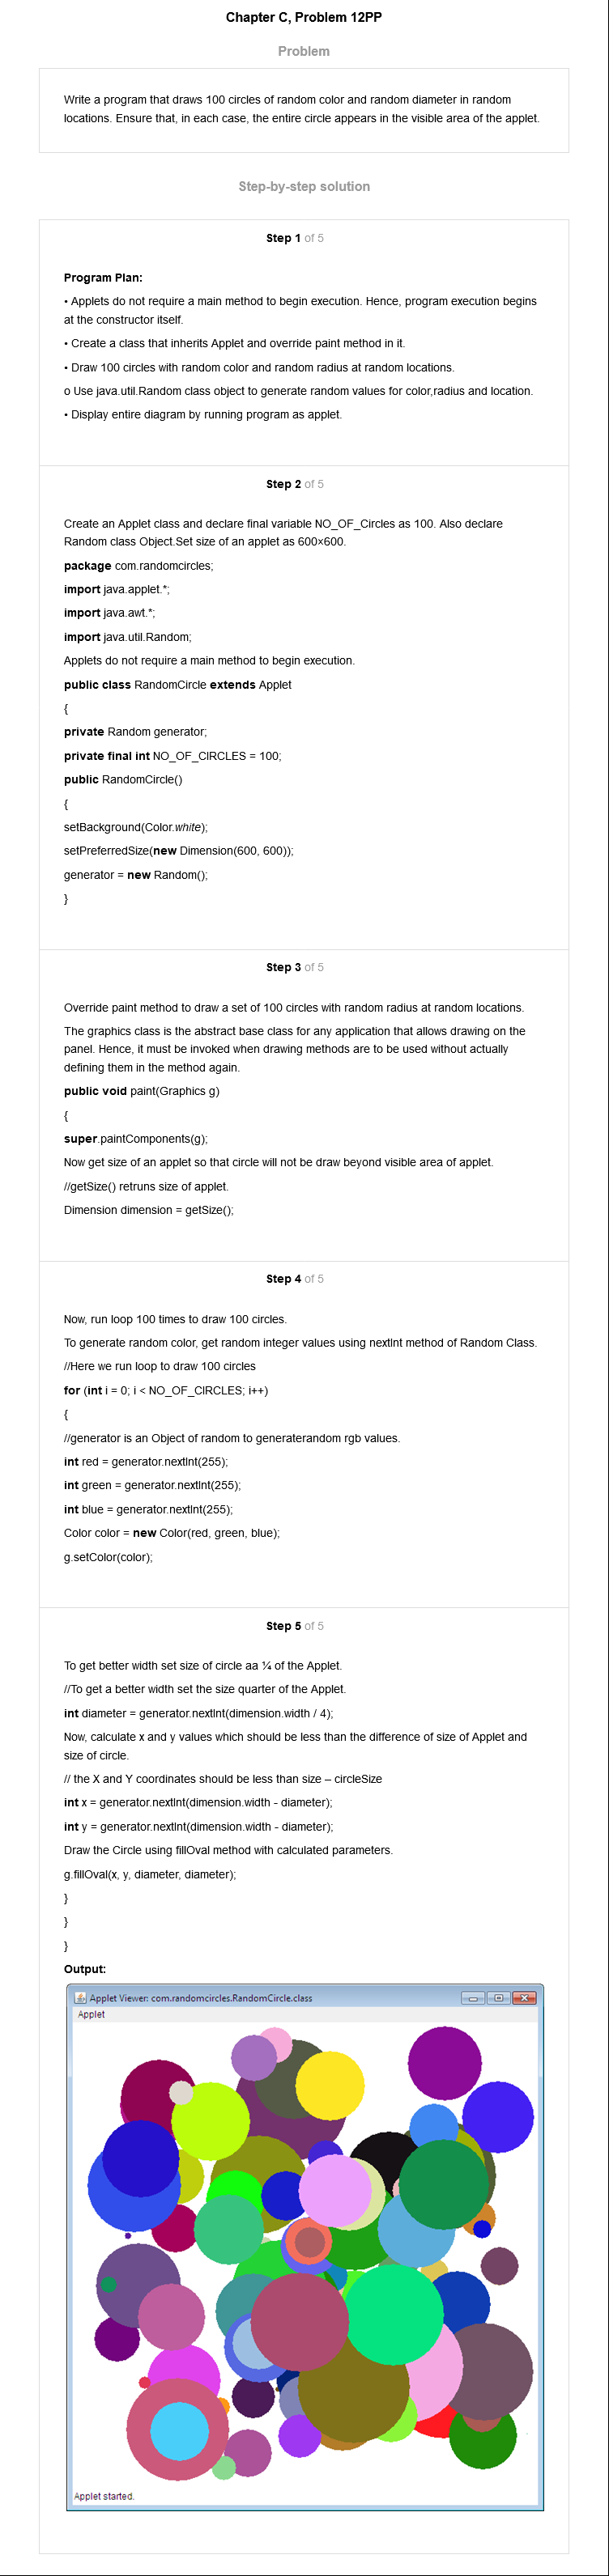 Chapter C, Problem 12PP
Problem
Write a program that draws 100 circles of random color and random diameter in random
locations. Ensure that, in each case, the entire circle appears in the visible area of the applet.
Step-by-step solution
Step 1 of 5
Program Plan:
• Applets do not require a main method to begin execution. Hence, program execution begins
at the constructor itself.
• Create a class that inherits Applet and override paint method in it.
• Draw 100 circles with random color and random radius at random locations.
o Use java.util.Random class object to generate random values for color,radius and location.
• Display entire diagram by running program as applet.
Step 2 of 5
Create an Applet class and declare final variable NO_OF_Circles as 100. Also declare
Random class Object.Set size of an applet as 600×600.
package com.randomcircles;
import java.applet.*;
import java.awt.*;
import java.util.Random;
Applets do not require a main method to begin execution.
public class RandomCircle extends Applet
{
private Random generator;
private final int NO_OF_CIRCLES = 100;
public RandomCircle()
{
setBackground(Color.white);
setPreferredSize(new Dimension(600, 600));
generator = new Random();
}
Step 3 of 5
Override paint method to draw a set of 100 circles with random radius at random locations.
The graphics class is the abstract base class for any application that allows drawing on the
panel. Hence, it must be invoked when drawing methods are to be used without actually
defining them in the method again.
public void paint(Graphics g)
{
super.paintComponents(g);
Now get size of an applet so that circle will not be draw beyond visible area of applet.
//getSize() retruns size of applet.
Dimension dimension = getSize();
Step 4 of 5
Now, run loop 100 times to draw 100 circles.
To generate random color, get random integer values using nextInt method of Random Class.
//Here we run loop to draw 100 circles
for (int i = 0; i < NO_OF_CIRCLES; i++)
{
//generator is an Object of random to generaterandom rgb values.
int red = generator.nextInt(255);
int green = generator.nextInt(255);
int blue = generator.nextInt(255);
Color color = new Color(red, green, blue);
g.setColor(color);
Step 5 of 5
To get better width set size of circle aa ¼ of the Applet.
//To get a better width set the size quarter of the Applet.
int diameter = generator.nextInt(dimension.width / 4);
Now, calculate x and y values which should be less than the difference of size of Applet and
size of circle.
// the X and Y coordinates should be less than size – circleSize
int x = generator.nextInt(dimension.width - diameter);
int y = generator.nextInt(dimension.width - diameter);
Draw the Circle using fillOval method with calculated parameters.
g.fillOval(x, y, diameter, diameter);
}
}
}
Output:
Applet Viewer: com.randomcircles.RandomCircle.class
Applet
Applet started.